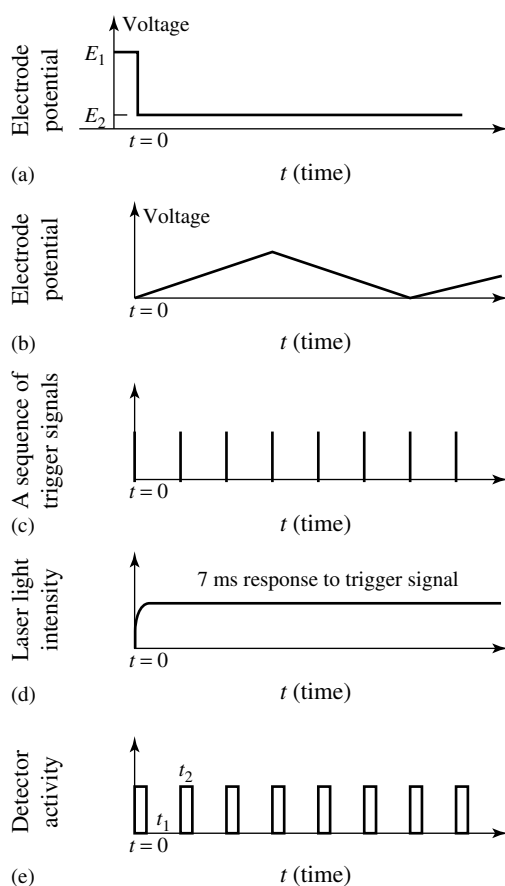 Voltage
E1
E2
t = 0
Electrode potential
(a)
t (time)
Voltage
Electrode potential
t = 0
(b)
t (time)
A sequence of trigger signals
t = 0
(c)
t (time)
7 ms response to trigger signal
Laser light intensity
t = 0
(d)
t (time)
t2
Detector activity
t1
t = 0
(e)
t (time)